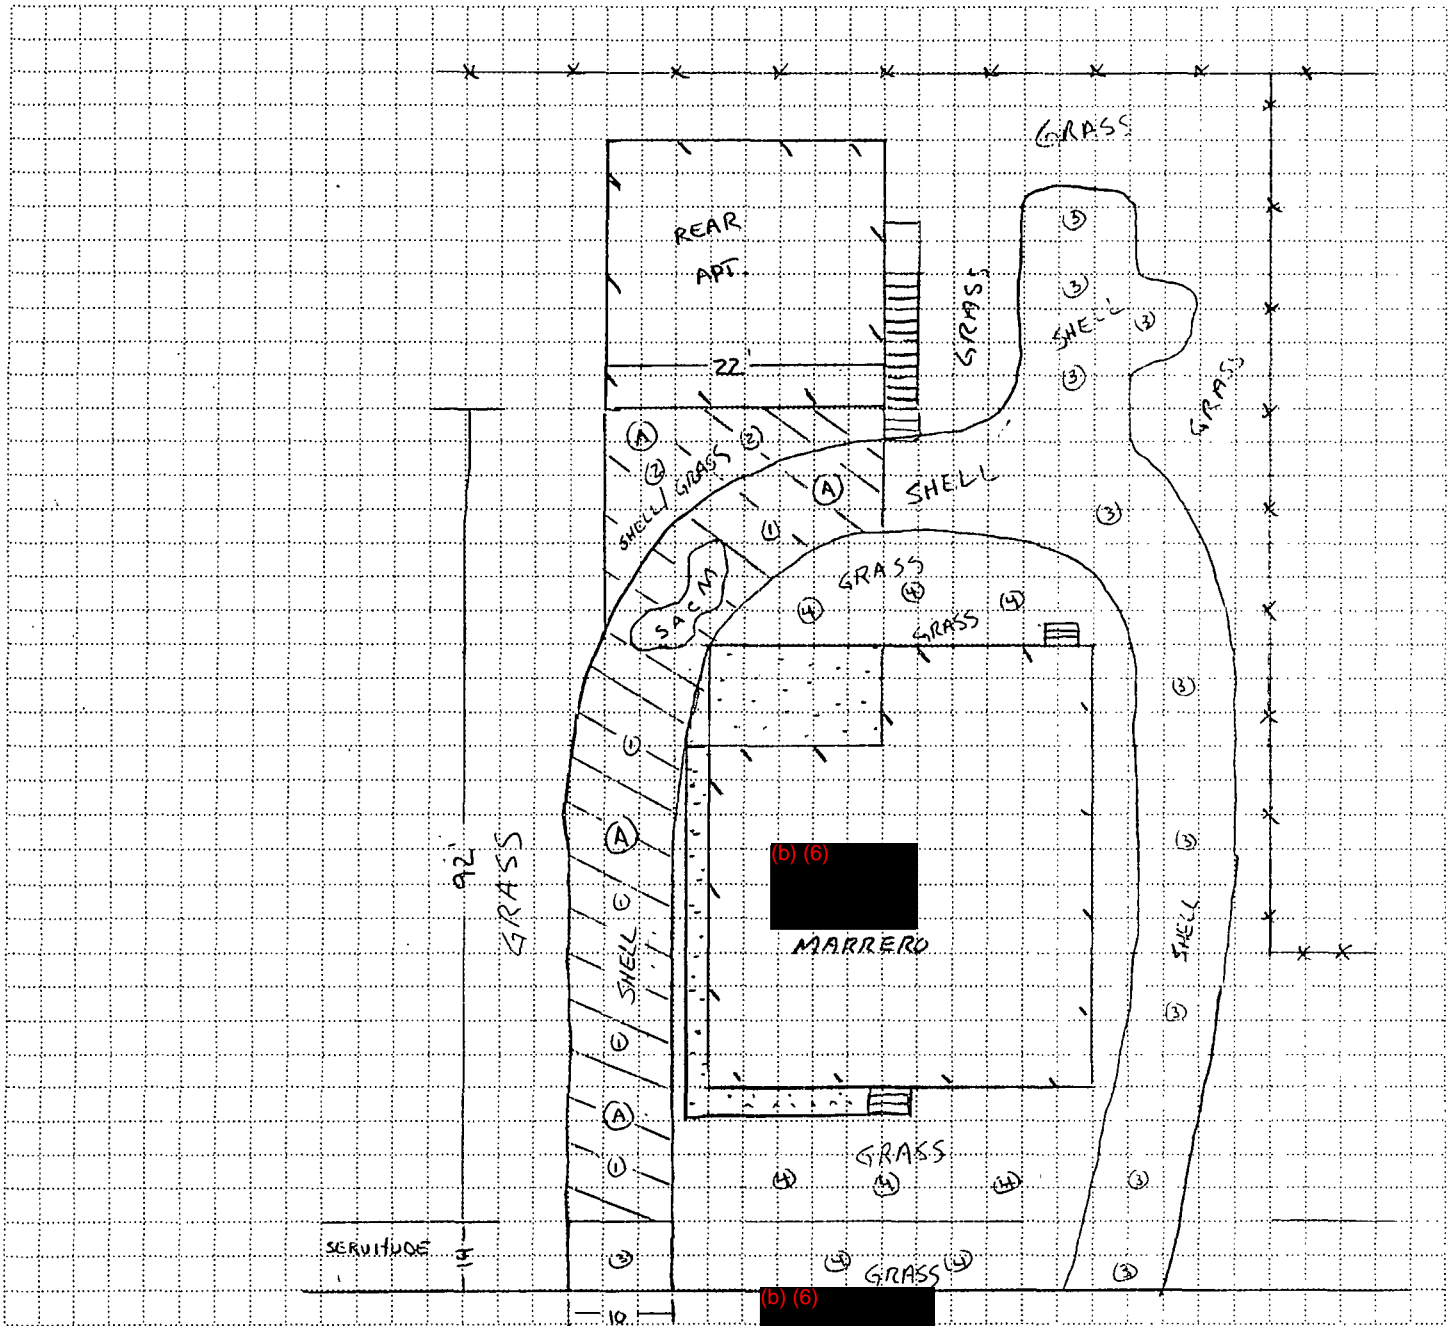 GRASS
REAR
APT.
22'
GRASS
(3)
(3)
SHELL
(3)
(3)
GRASS
(A)
(2)
(2)
SHELL/GRASS
(A)
(1)
SHELL
(3)
SACM
GRASS
(4)
(4)
(4)
GRASS
(3)
(1)
(A)
92'
GRASS
(1)
SHELL
(1)
(b) (6)
MARRERO
(3)
SHELL
(3)
(A)
(1)
GRASS
(4)
(4)
(4)
(3)
SERVITUDE
14
(3)
(4)
GRASS
(4)
(3)
10
(b) (6)